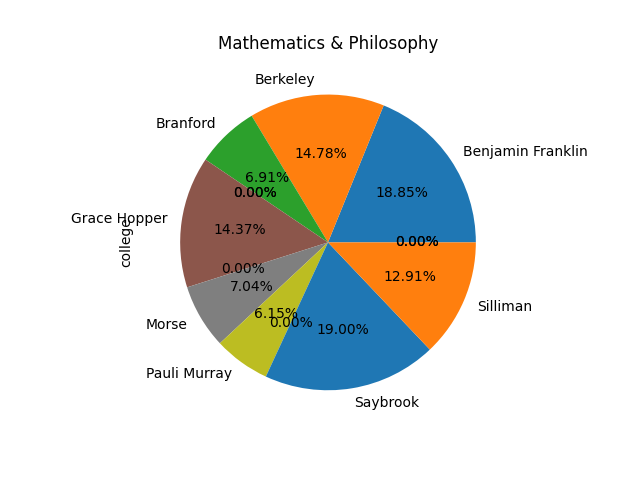 Mathematics & Philosophy
Berkeley
Branford
Benjamin Franklin
14.78%
6.91%
18.85%
0.00%
Grace Hopper
14.37%
0.00%
college
0.00%
12.91%
7.04%
Silliman
6.15%
0.00%
19.00%
Morse
Pauli Murray
Saybrook